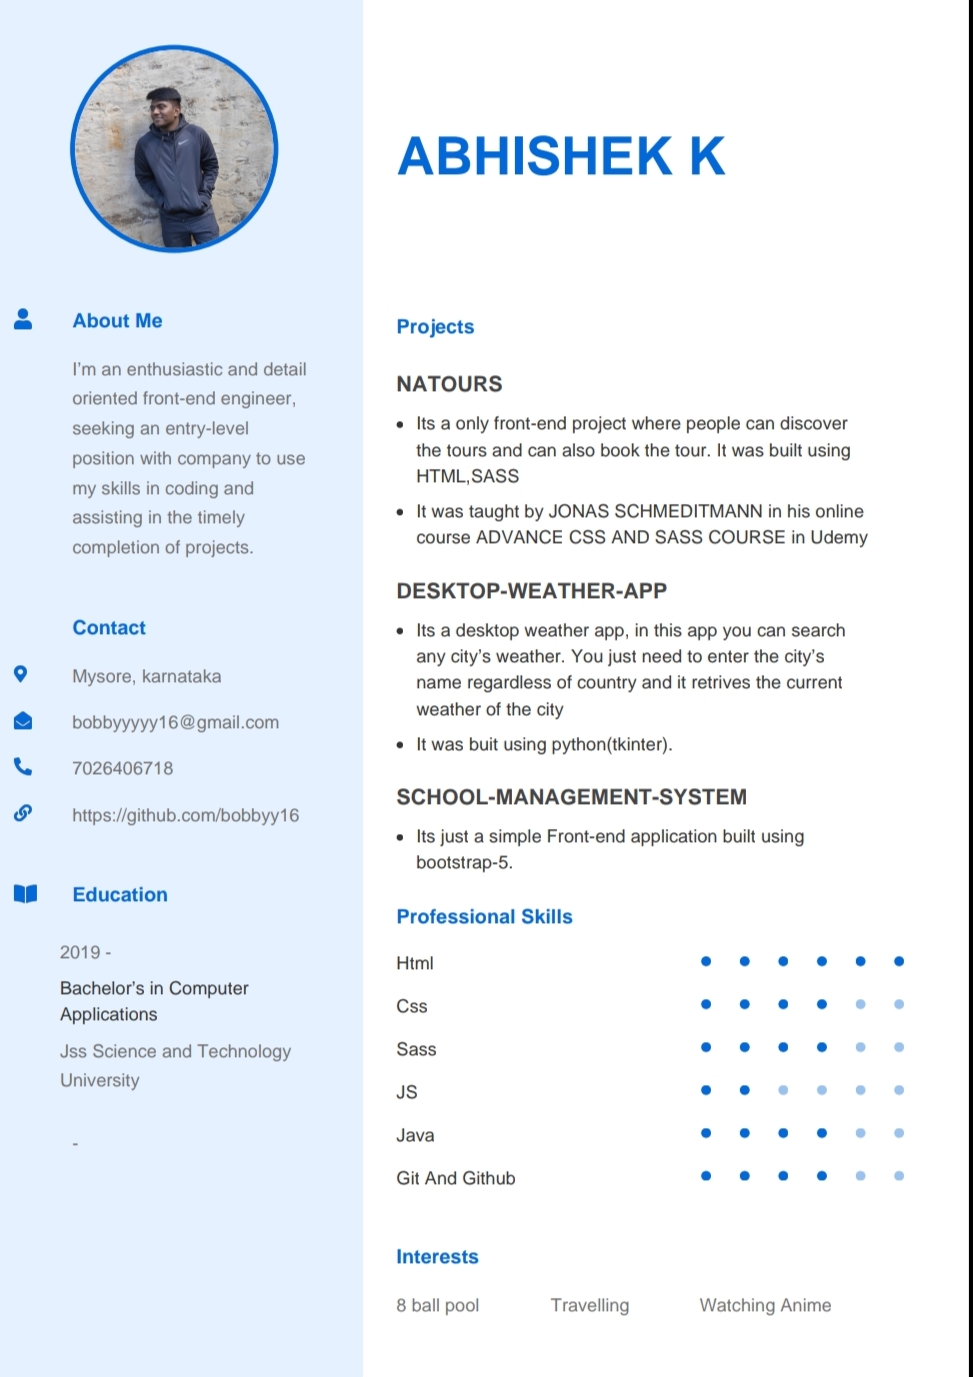 ABHISHEK K
About Me
I'm an enthusiastic and detail
oriented front-end engineer,
seeking an entry-level
position with company to use
my skills in coding and
assisting in the timely
completion of projects.
Contact
Mysore, karnataka
bobbyyyyy16@gmail.com
7026406718
https://github.com/bobbyy16
Education
2019 -
Bachelor's in Computer
Applications
Jss Science and Technology
University
-
Projects
NATOURS
• Its a only front-end project where people can discover
the tours and can also book the tour. It was built using
HTML,SASS
• It was taught by JONAS SCHMEDITMANN in his online
course ADVANCE CSS AND SASS COURSE in Udemy
DESKTOP-WEATHER-APP
• Its a desktop weather app, in this app you can search
any city's weather. You just need to enter the city's
name regardless of country and it retrives the current
weather of the city
• It was buit using python(tkinter).
SCHOOL-MANAGEMENT-SYSTEM
• Its just a simple Front-end application built using
bootstrap-5.
Professional Skills
Html
Css
Sass
JS
Java
Git And Github
Interests
8 ball pool Travelling Watching Anime